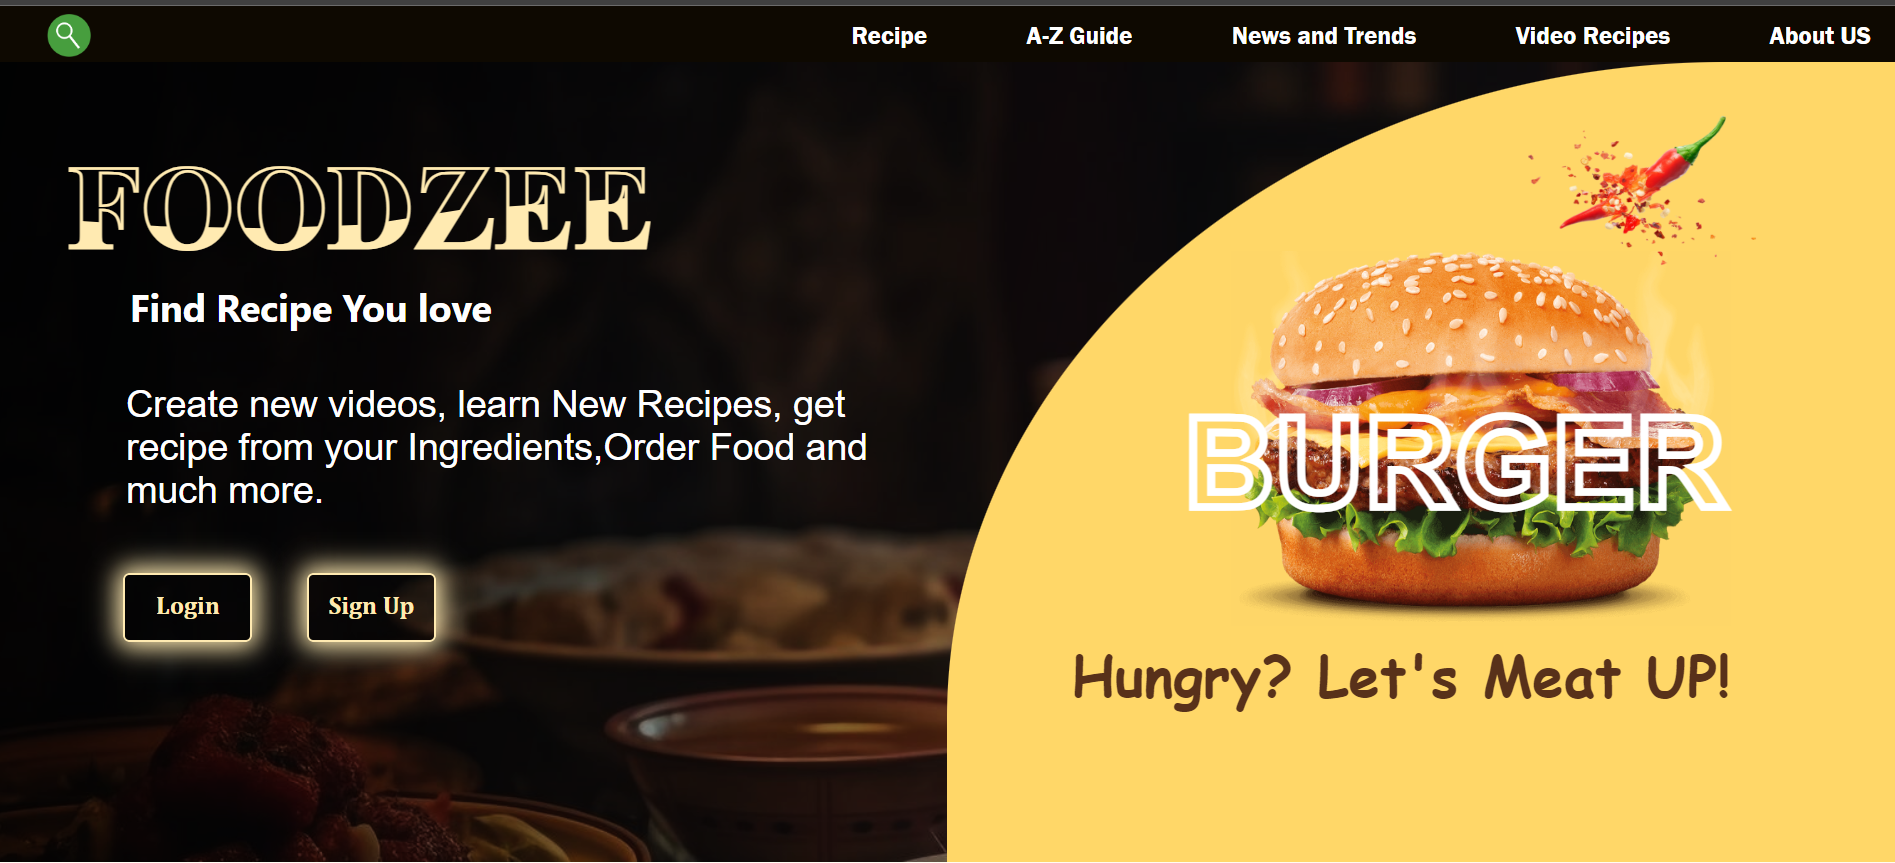 Recipe
A-Z Guide
News and Trends
Video Recipes
About US
FOODZEE
Find Recipe You love
Create new videos, learn New Recipes, get
recipe from your Ingredients,Order Food and
much more.
Login
Sign Up
BURGER
Hungry? Let's Meat UP!